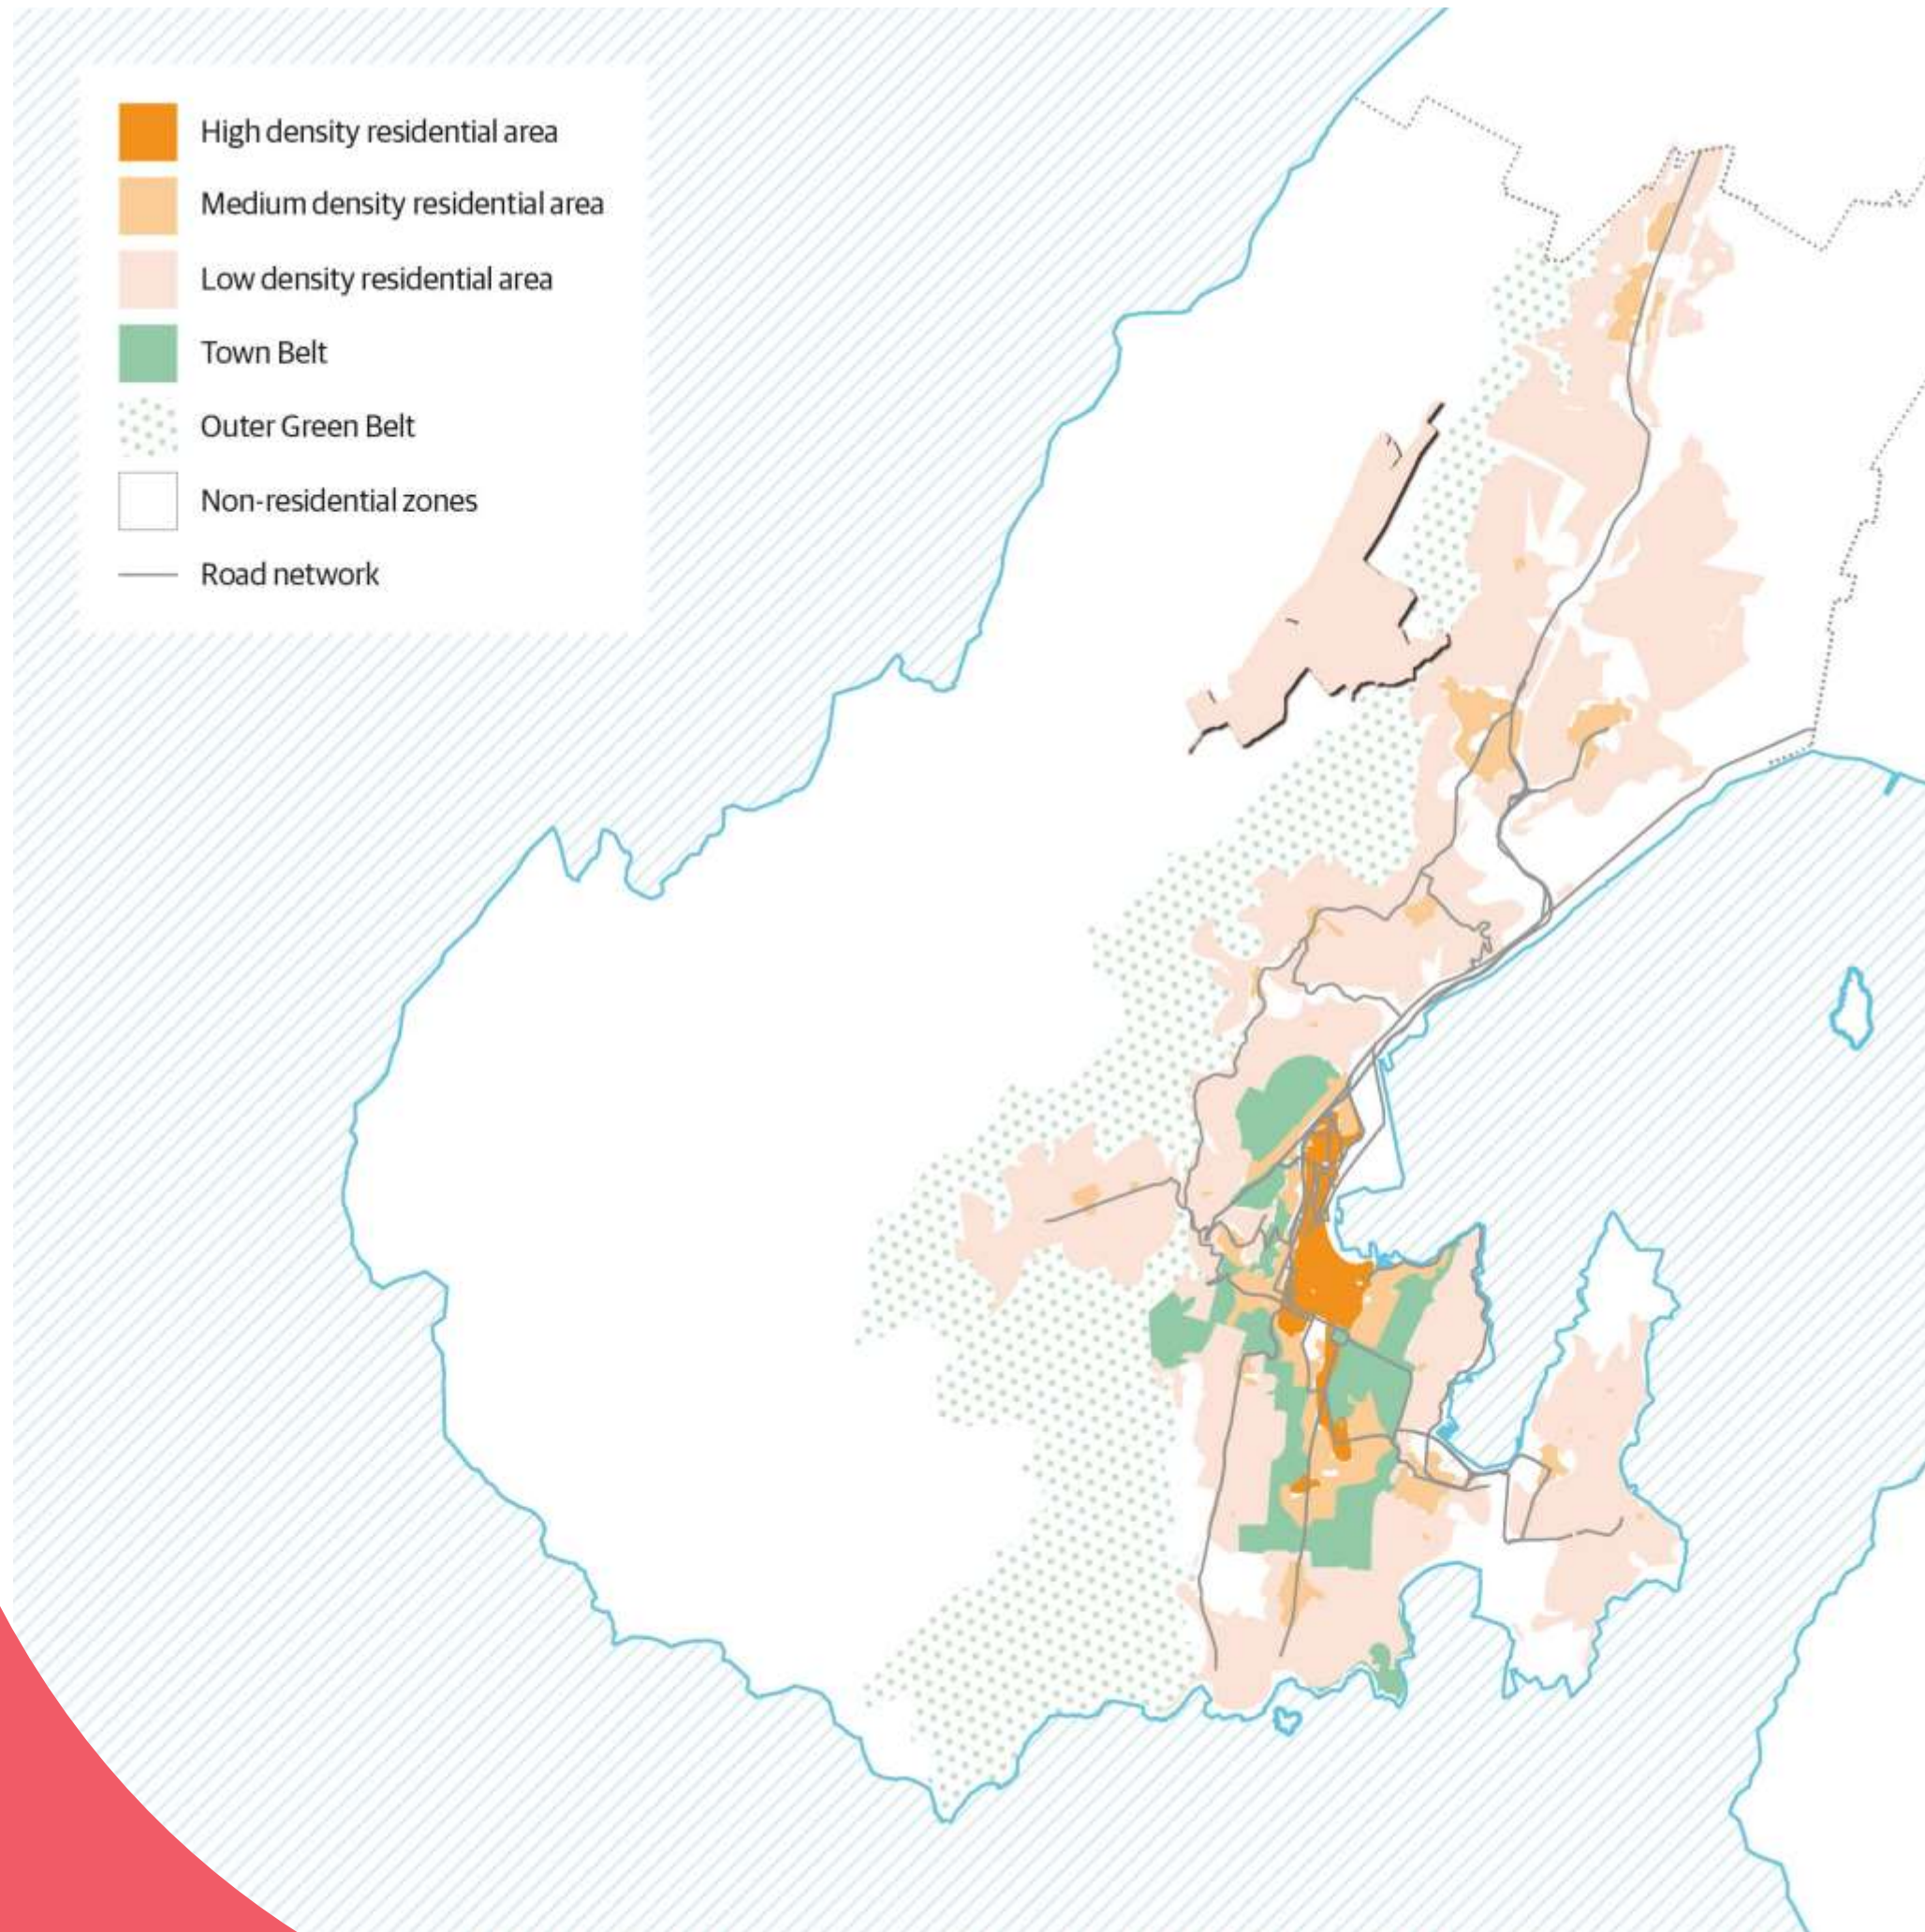 High density residential area
Medium density residential area
Low density residential area
Town Belt
Outer Green Belt
Non-residential zones
Road network